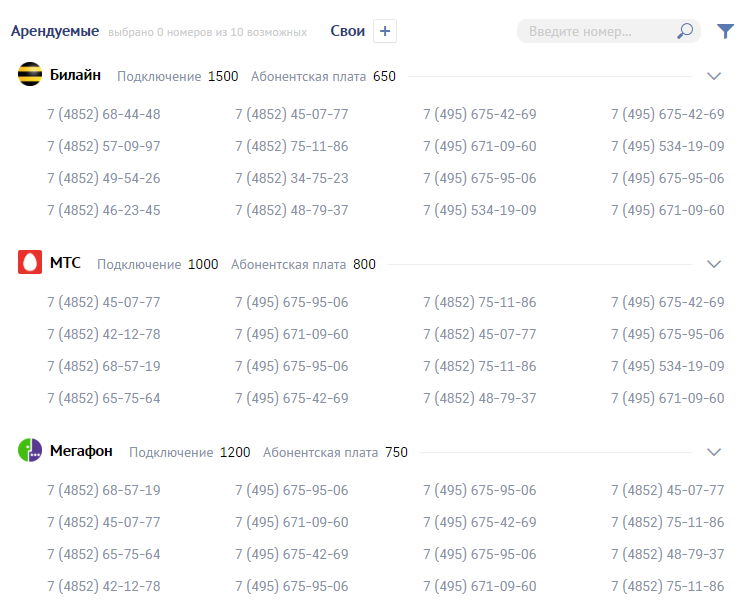 Арендуемые выбрано 0 номеров из 10 возможных Свои + Введите номер...
Билайн Подключение 1500 Абонентская плата 650
7 (4852) 68-44-48 7 (4852) 45-07-77 7 (495) 675-42-69 7 (495) 675-42-69
7 (4852) 57-09-97 7 (4852) 75-11-86 7 (495) 671-09-60 7 (495) 534-19-09
7 (4852) 49-54-26 7 (4852) 34-75-23 7 (495) 675-95-06 7 (495) 675-95-06
7 (4852) 46-23-45 7 (4852) 48-79-37 7 (495) 534-19-09 7 (495) 671-09-60
МТС Подключение 1000 Абонентская плата 800
7 (4852) 45-07-77 7 (495) 675-95-06 7 (4852) 75-11-86 7 (495) 675-42-69
7 (4852) 42-12-78 7 (495) 671-09-60 7 (4852) 45-07-77 7 (495) 675-95-06
7 (4852) 68-57-19 7 (495) 675-95-06 7 (4852) 75-11-86 7 (495) 534-19-09
7 (4852) 65-75-64 7 (495) 675-42-69 7 (4852) 48-79-37 7 (495) 671-09-60
Мегафон Подключение 1200 Абонентская плата 750
7 (4852) 68-57-19 7 (495) 675-95-06 7 (495) 675-95-06 7 (4852) 45-07-77
7 (4852) 45-07-77 7 (495) 671-09-60 7 (495) 675-42-69 7 (4852) 75-11-86
7 (4852) 65-75-64 7 (495) 675-42-69 7 (495) 675-95-06 7 (4852) 48-79-37
7 (4852) 42-12-78 7 (495) 675-95-06 7 (495) 671-09-60 7 (4852) 75-11-86